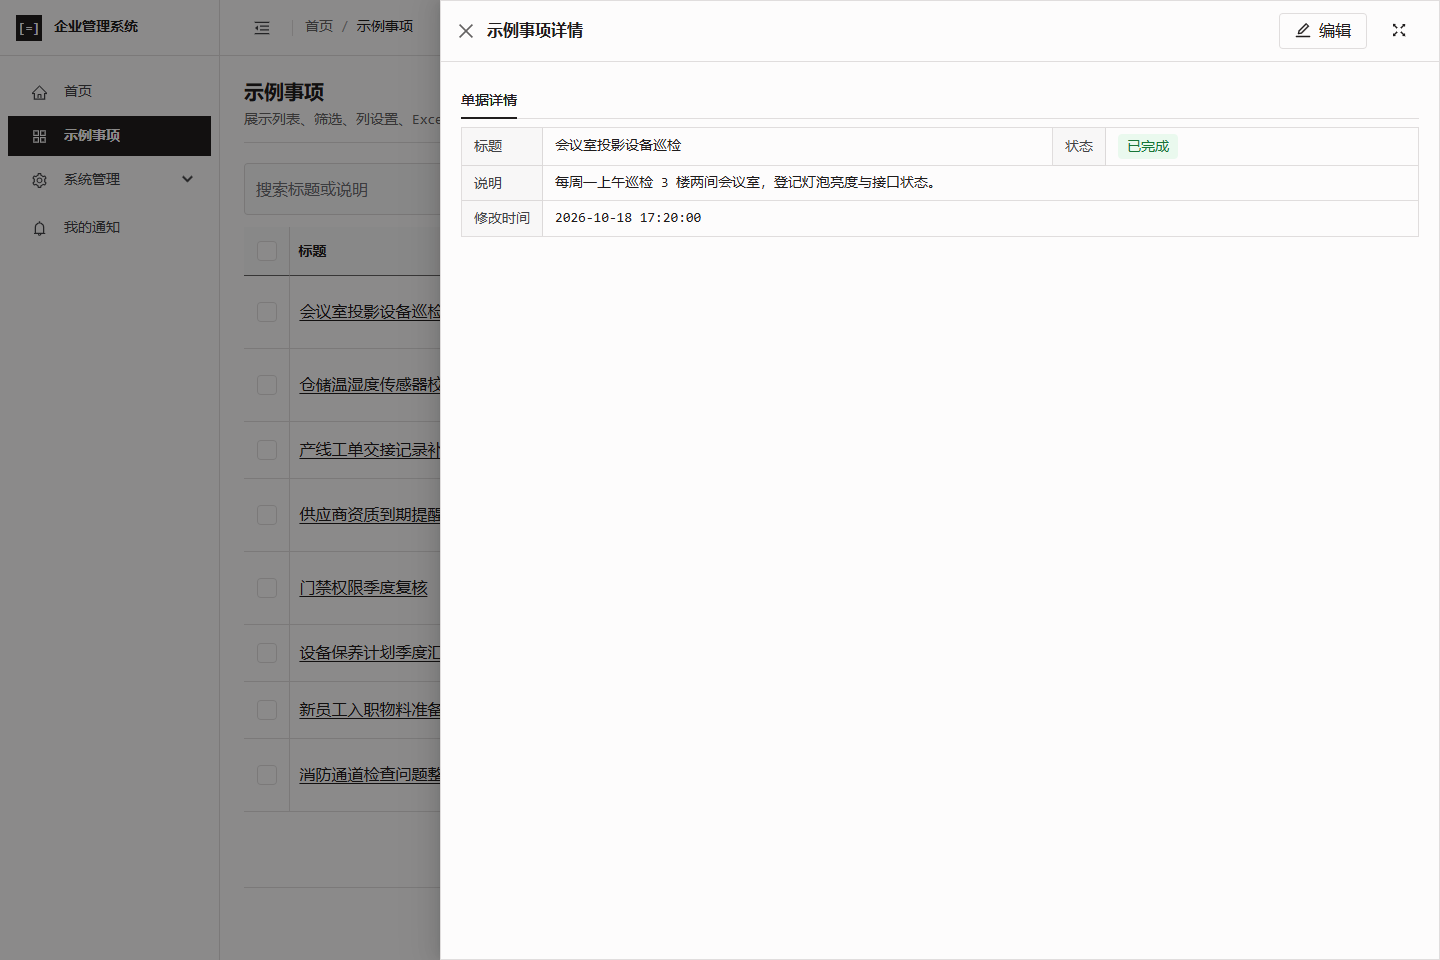 [=] 企业管理系统
首页 / 示例事项
首页
示例事项
系统管理
我的通知
示例事项
展示列表、筛选、列设置、Exce
搜索标题或说明
标题
会议室投影设备巡检
仓储温湿度传感器校
产线工单交接记录补
供应商资质到期提醒
门禁权限季度复核
设备保养计划季度汇
新员工入职物料准备
消防通道检查问题整
示例事项详情
编辑
单据详情
标题 会议室投影设备巡检 状态 已完成
说明 每周一上午巡检 3 楼两间会议室，登记灯泡亮度与接口状态。
修改时间 2026-10-18 17:20:00